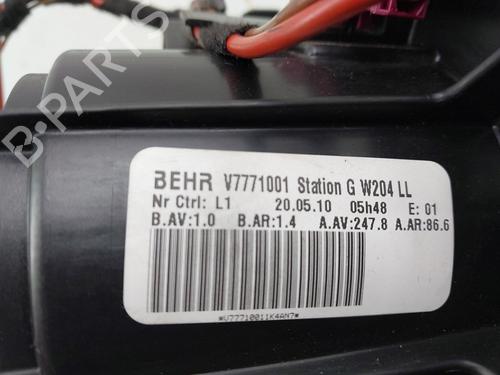 BEHR V7771001 Station G W204 LL
Nr Ctrl: L1 20.05.10 05h48 E: 01
B.AV:1.0 B.AR:1.4 A.AV:247.8 A.AR:86.6
*V77710011K4AN7*
B-PARTS